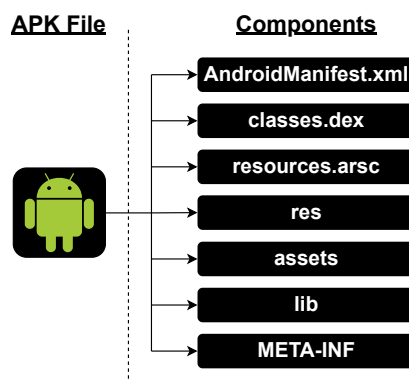 APK File
Components
AndroidManifest.xml
classes.dex
resources.arsc
res
assets
lib
META-INF